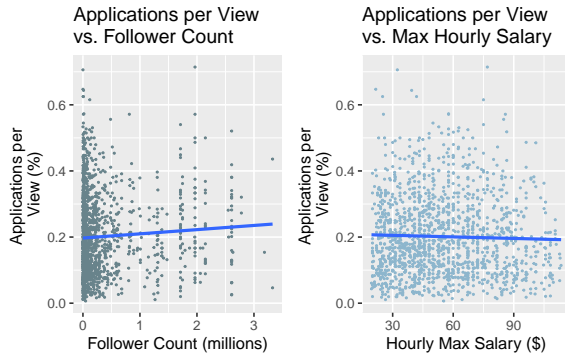 Applications per View
vs. Follower Count
Applications per
View (%)
0.6
0.4
0.2
0.0
0
1
2
3
Follower Count (millions)
Applications per View
vs. Max Hourly Salary
Applications per
View (%)
0.6
0.4
0.2
0.0
30
60
90
Hourly Max Salary ($)